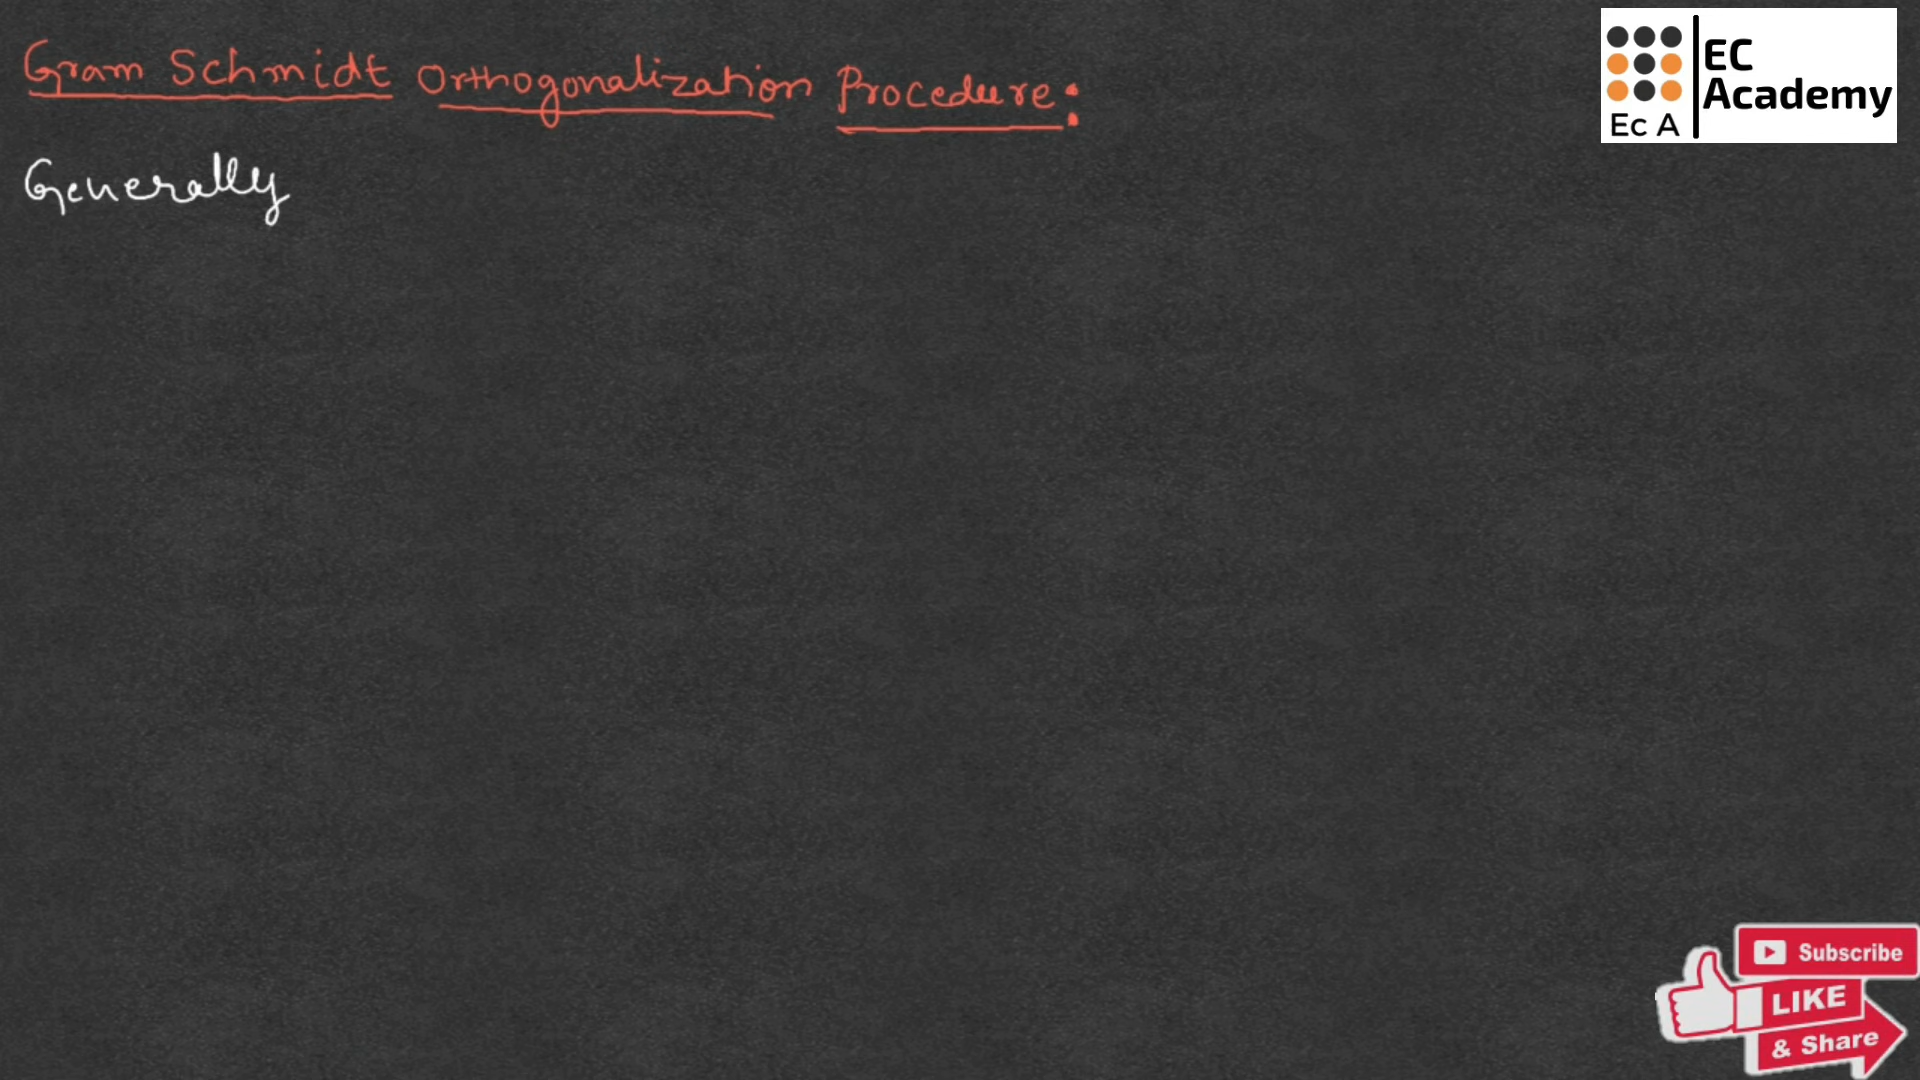 Gram Schmidt Orthogonalization Procedure:
Generally
EC
Academy
Ec A
Subscribe
LIKE
& Share